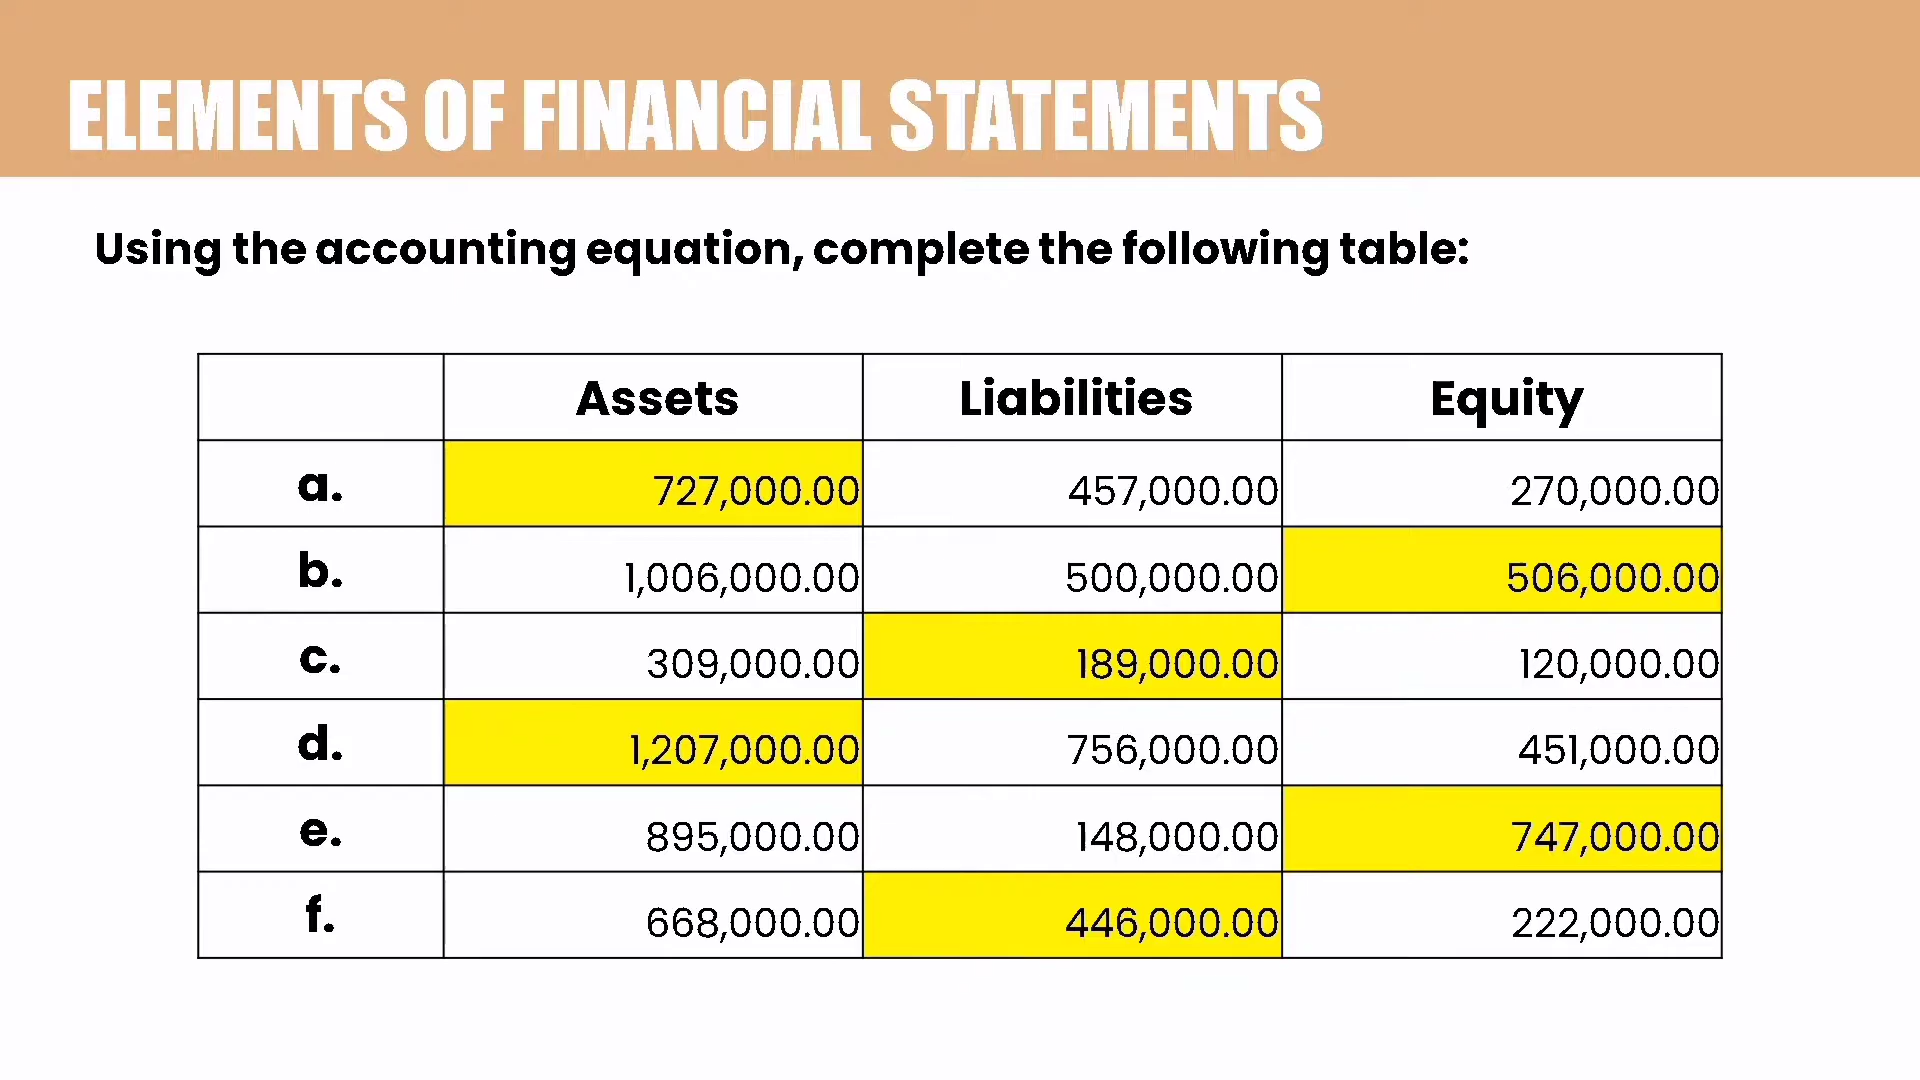 ELEMENTS OF FINANCIAL STATEMENTS
Using the accounting equation, complete the following table:
Assets Liabilities Equity
a. 727,000.00 457,000.00 270,000.00
b. 1,006,000.00 500,000.00 506,000.00
c. 309,000.00 189,000.00 120,000.00
d. 1,207,000.00 756,000.00 451,000.00
e. 895,000.00 148,000.00 747,000.00
f. 668,000.00 446,000.00 222,000.00